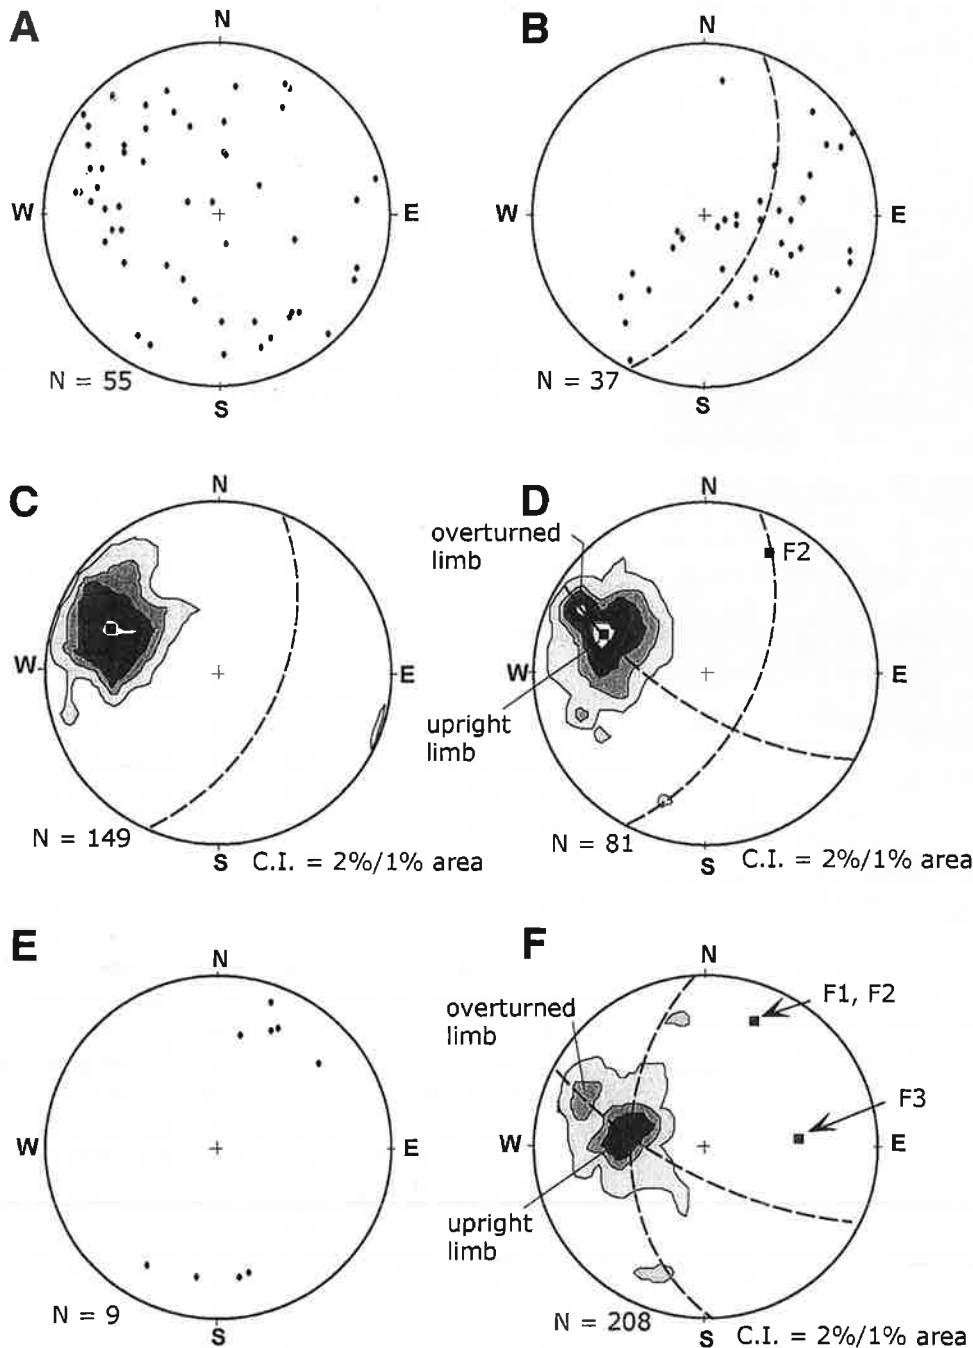 A
N
W
E
S
N = 55
B
N
W
E
S
N = 37
C
N
W
E
S
N = 149
C.I. = 2%/1% area
D
N
overturned
limb
F2
W
E
upright
limb
S
N = 81
C.I. = 2%/1% area
E
N
W
E
S
N = 9
F
N
overturned
limb
F1, F2
F3
W
E
upright
limb
S
N = 208
C.I. = 2%/1% area